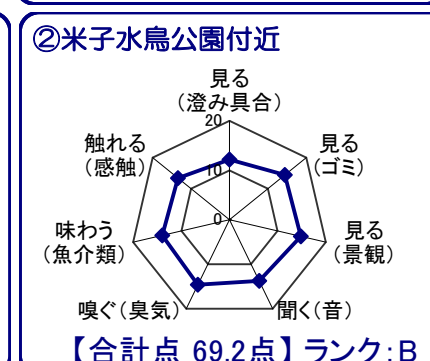 ②米子水鳥公園付近
見る
(澄み具合)
20
見る
(ゴミ)
触れる
(感触)
10
0
味わう
(魚介類)
見る
(景観)
嗅ぐ(臭気)
聞く(音)
【合計点 69.2点】ランク:B